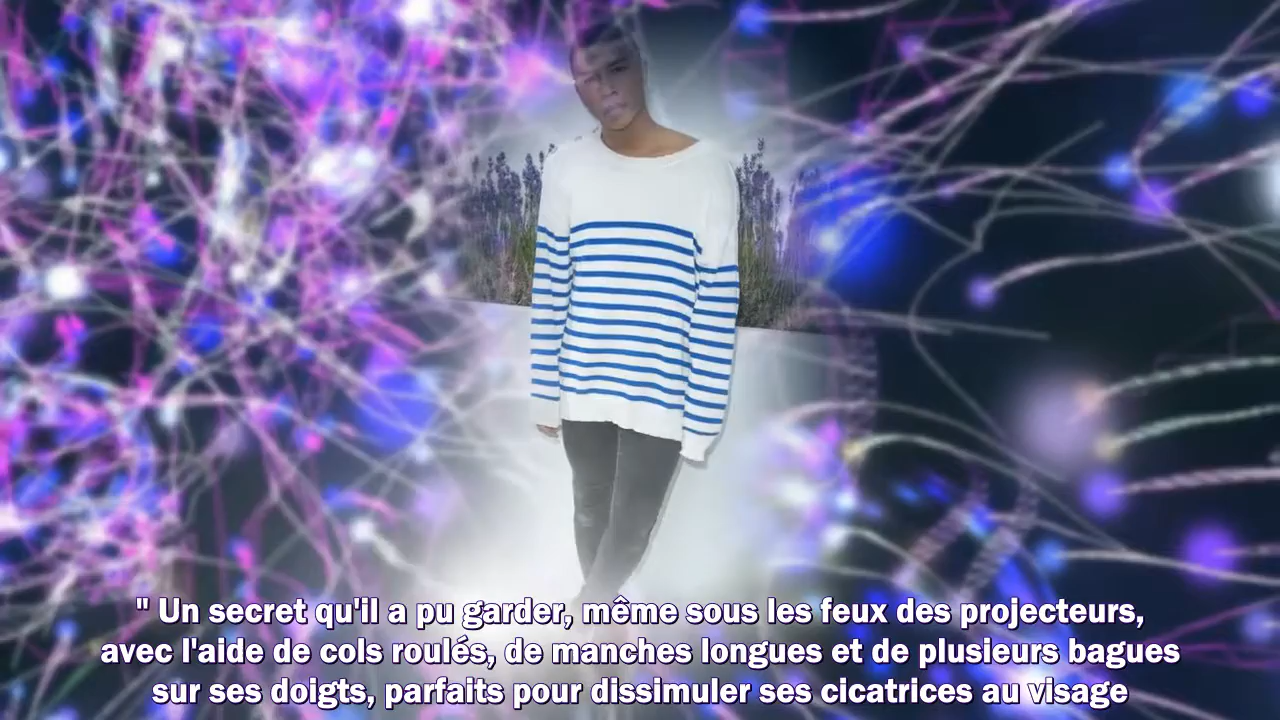 " Un secret qu'il a pu garder, même sous les feux des projecteurs,
avec l'aide de cols roulés, de manches longues et de plusieurs bagues
sur ses doigts, parfaits pour dissimuler ses cicatrices au visage